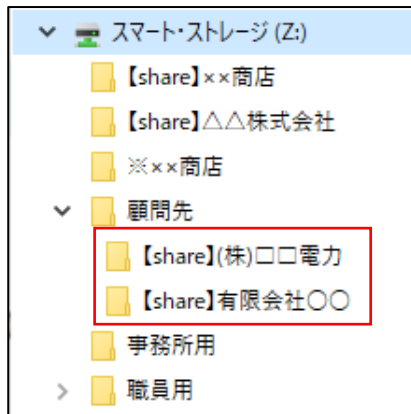 スマート・ストレージ (Z:)
【share】××商店
【share】△△株式会社
※××商店
顧問先
【share】(株)□□電力
【share】有限会社〇〇
事務所用
職員用